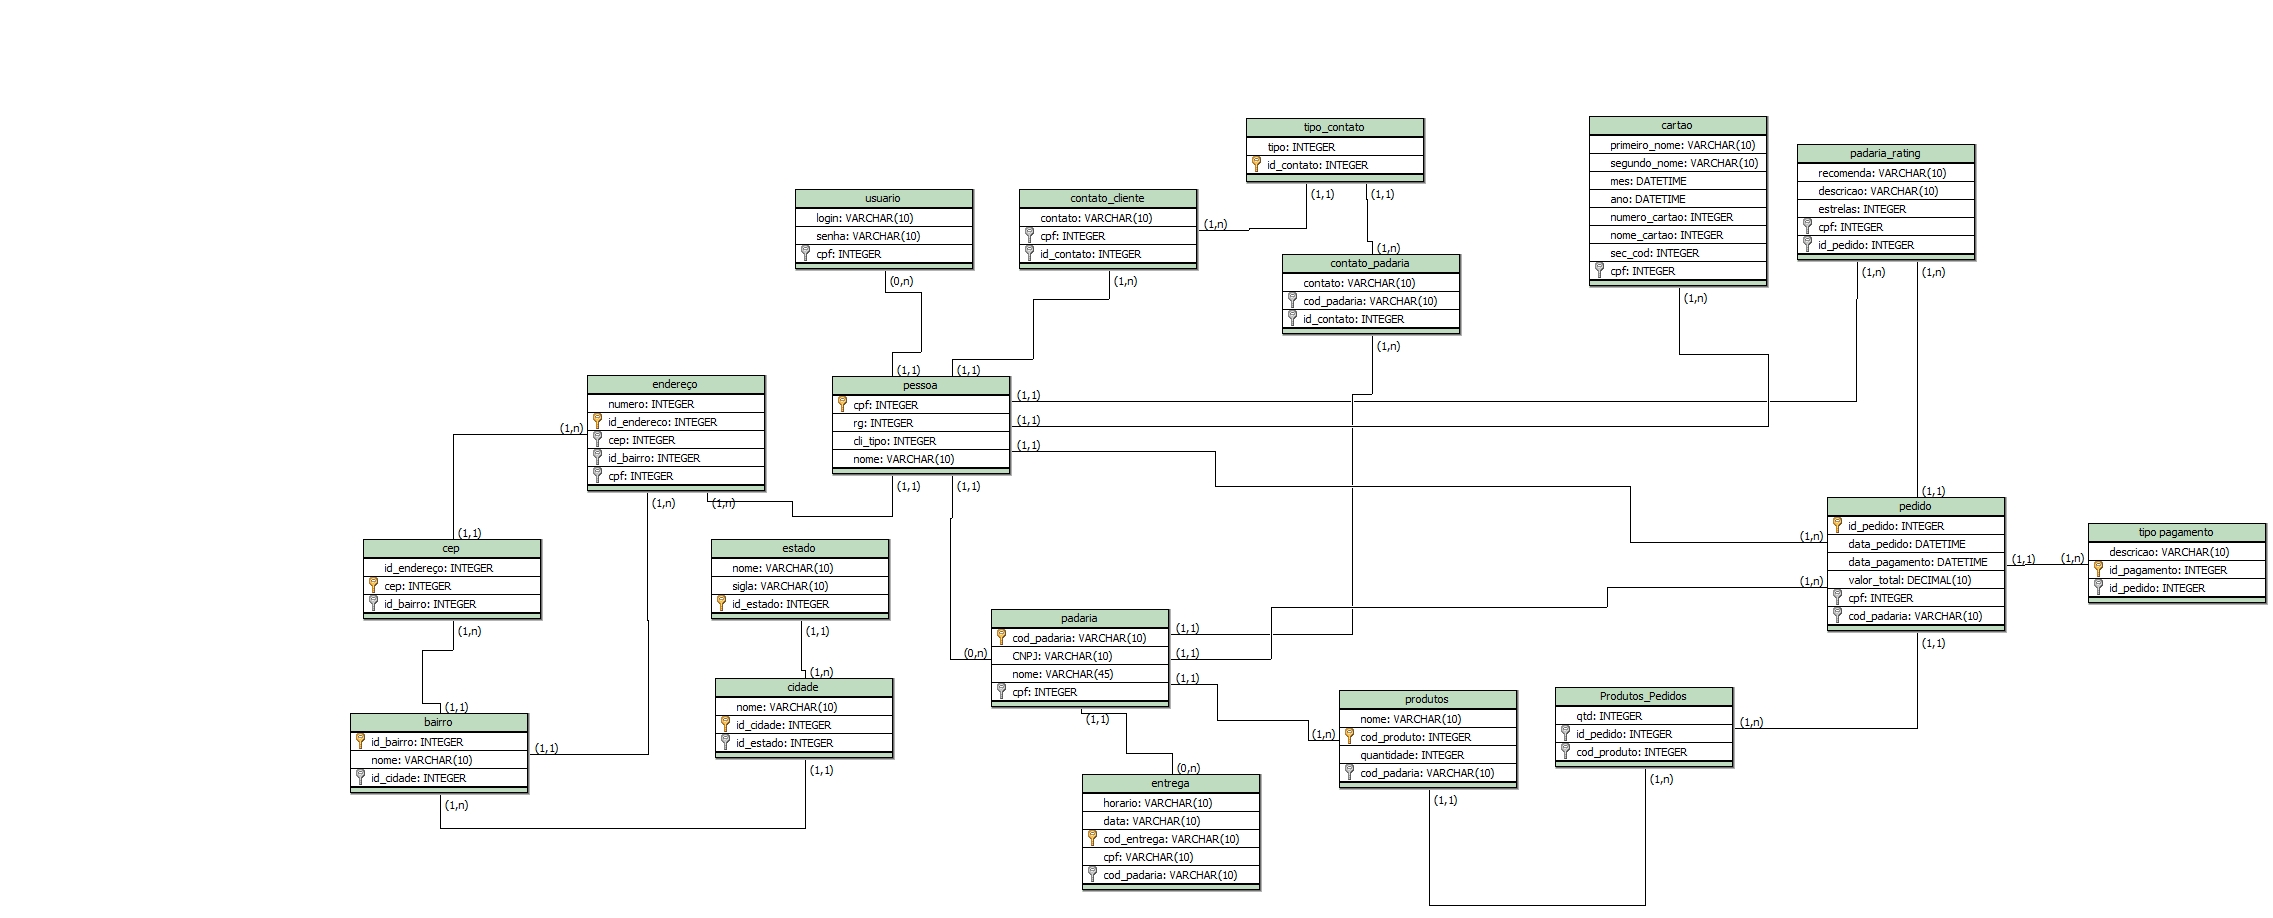 tipo_contato
tipo: INTEGER
id_contato: INTEGER
(1,1)
(1,1)
cartao
primeiro_nome: VARCHAR(10)
segundo_nome: VARCHAR(10)
mes: DATETIME
ano: DATETIME
numero_cartao: INTEGER
nome_cartao: INTEGER
sec_cod: INTEGER
cpf: INTEGER
(1,n)
padaria_rating
recomenda: VARCHAR(10)
descricao: VARCHAR(10)
estrelas: INTEGER
cpf: INTEGER
id_pedido: INTEGER
(1,n)
(1,n)
usuario
login: VARCHAR(10)
senha: VARCHAR(10)
cpf: INTEGER
(0,n)
contato_cliente
contato: VARCHAR(10)
cpf: INTEGER
id_contato: INTEGER
(1,n)
(1,n)
(1,n)
contato_padaria
contato: VARCHAR(10)
cod_padaria: VARCHAR(10)
id_contato: INTEGER
(1,n)
(1,1)
(1,1)
pessoa
cpf: INTEGER
rg: INTEGER
cli_tipo: INTEGER
nome: VARCHAR(10)
(1,1)
(1,1)
(1,1)
(1,1)
(1,1)
endereço
numero: INTEGER
id_endereco: INTEGER
cep: INTEGER
id_bairro: INTEGER
cpf: INTEGER
(1,n)
(1,n)
(1,n)
(1,1)
cep
id_endereço: INTEGER
cep: INTEGER
id_bairro: INTEGER
(1,n)
estado
nome: VARCHAR(10)
sigla: VARCHAR(10)
id_estado: INTEGER
(1,1)
(1,1)
pedido
id_pedido: INTEGER
data_pedido: DATETIME
data_pagamento: DATETIME
valor_total: DECIMAL(10)
cpf: INTEGER
cod_padaria: VARCHAR(10)
(1,n)
(1,n)
(1,1)
(1,1)
(1,n)
tipo pagamento
descricao: VARCHAR(10)
id_pagamento: INTEGER
id_pedido: INTEGER
padaria
cod_padaria: VARCHAR(10)
CNPJ: VARCHAR(10)
nome: VARCHAR(45)
cpf: INTEGER
(0,n)
(1,1)
(1,1)
(1,1)
(1,1)
(1,n)
cidade
nome: VARCHAR(10)
id_cidade: INTEGER
id_estado: INTEGER
(1,1)
(1,1)
bairro
id_bairro: INTEGER
nome: VARCHAR(10)
id_cidade: INTEGER
(1,1)
(1,n)
produtos
nome: VARCHAR(10)
cod_produto: INTEGER
quantidade: INTEGER
cod_padaria: VARCHAR(10)
(1,n)
(1,1)
Produtos_Pedidos
qtd: INTEGER
id_pedido: INTEGER
cod_produto: INTEGER
(1,n)
(1,n)
(0,n)
entrega
horario: VARCHAR(10)
data: VARCHAR(10)
cod_entrega: VARCHAR(10)
cpf: VARCHAR(10)
cod_padaria: VARCHAR(10)